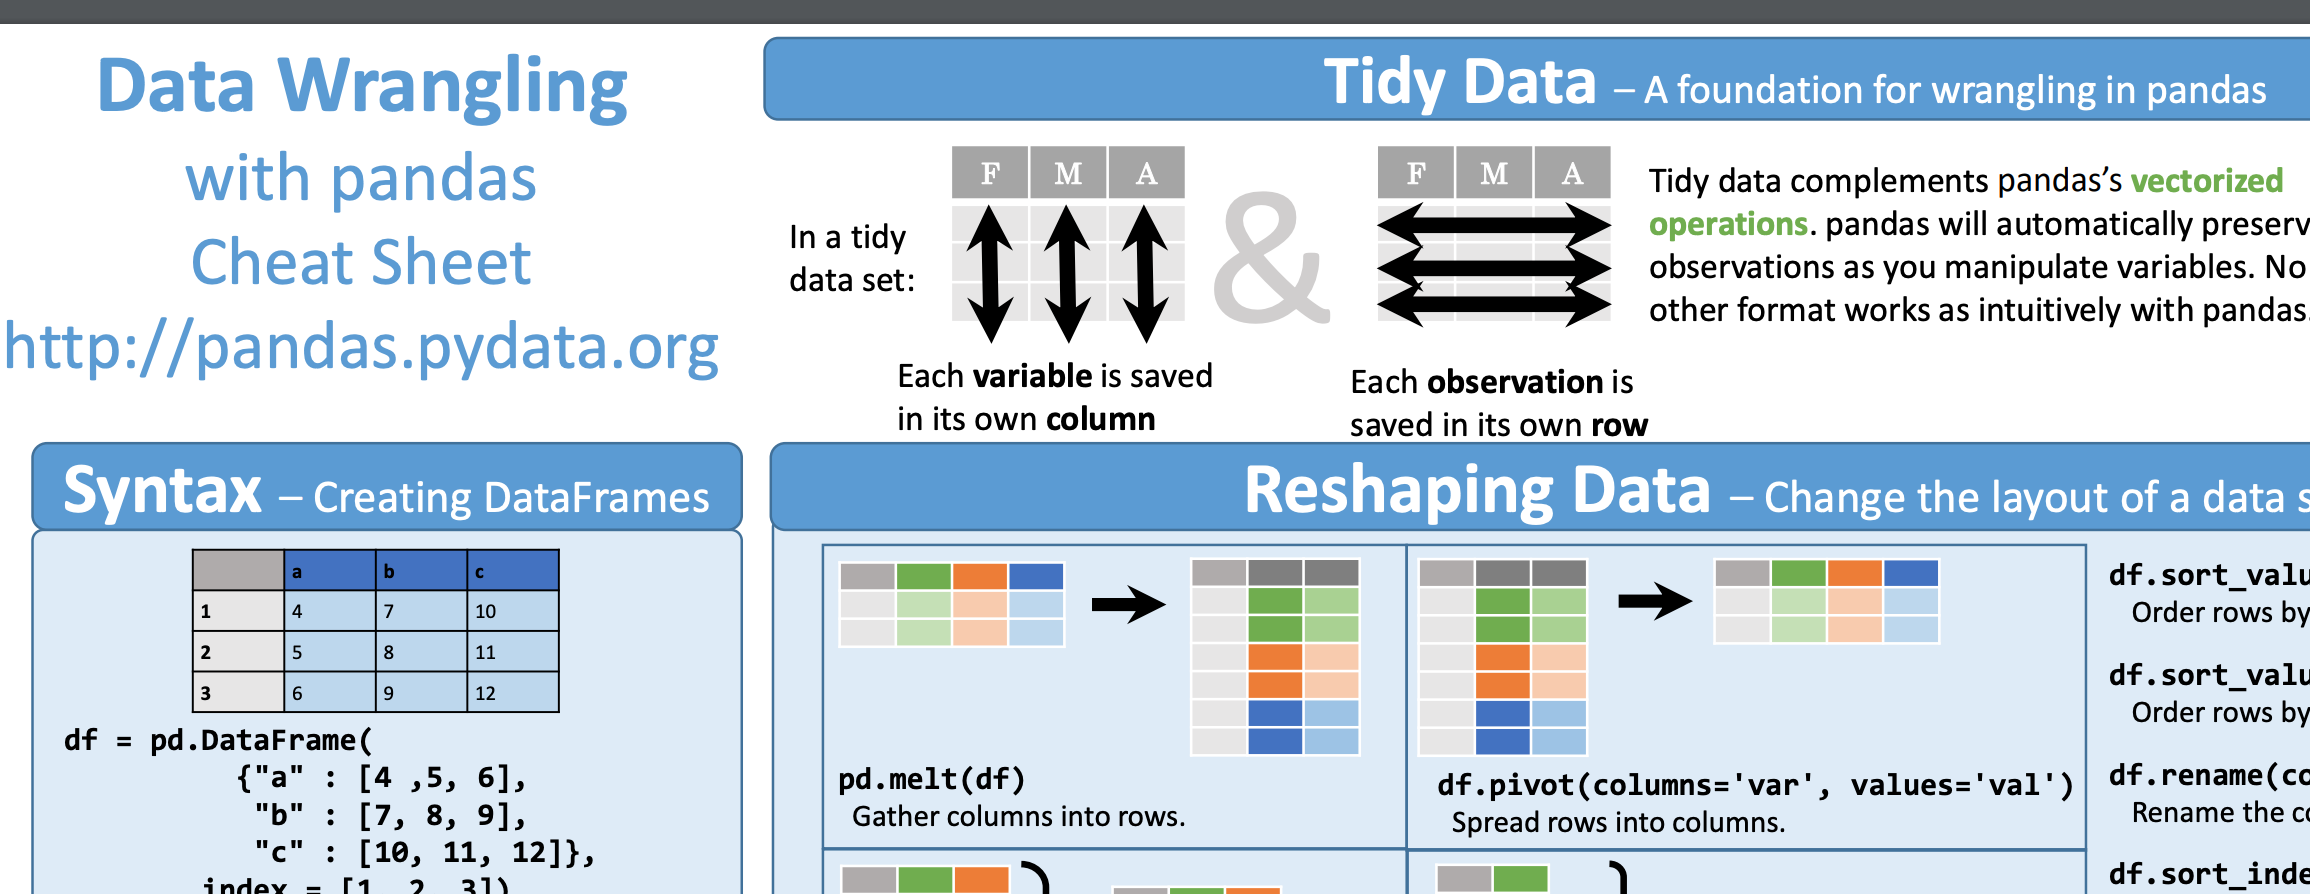 Data Wrangling
with pandas
Cheat Sheet
http://pandas.pydata.org
Tidy Data – A foundation for wrangling in pandas
In a tidy
data set:
F M A
Each variable is saved
in its own column
&
F M A
Each observation is
saved in its own row
Tidy data complements pandas’s vectorized
operations. pandas will automatically preserv
observations as you manipulate variables. No
other format works as intuitively with pandas.
Syntax – Creating DataFrames
a b c
1 4 7 10
2 5 8 11
3 6 9 12
df = pd.DataFrame(
{"a" : [4 ,5, 6],
"b" : [7, 8, 9],
"c" : [10, 11, 12]},
index = [1, 2, 3])
Reshaping Data – Change the layout of a data s
pd.melt(df)
Gather columns into rows.
df.pivot(columns='var', values='val')
Spread rows into columns.
df.sort_valu
Order rows by
df.sort_valu
Order rows by
df.rename(co
Rename the co
df.sort_inde